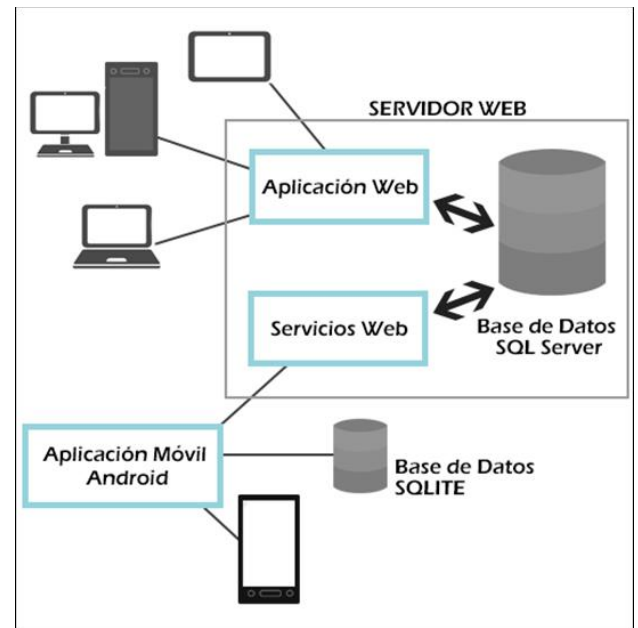 SERVIDOR WEB
Aplicación Web
Servicios Web
Base de Datos
SQL Server
Aplicación Móvil
Android
Base de Datos
SQLITE